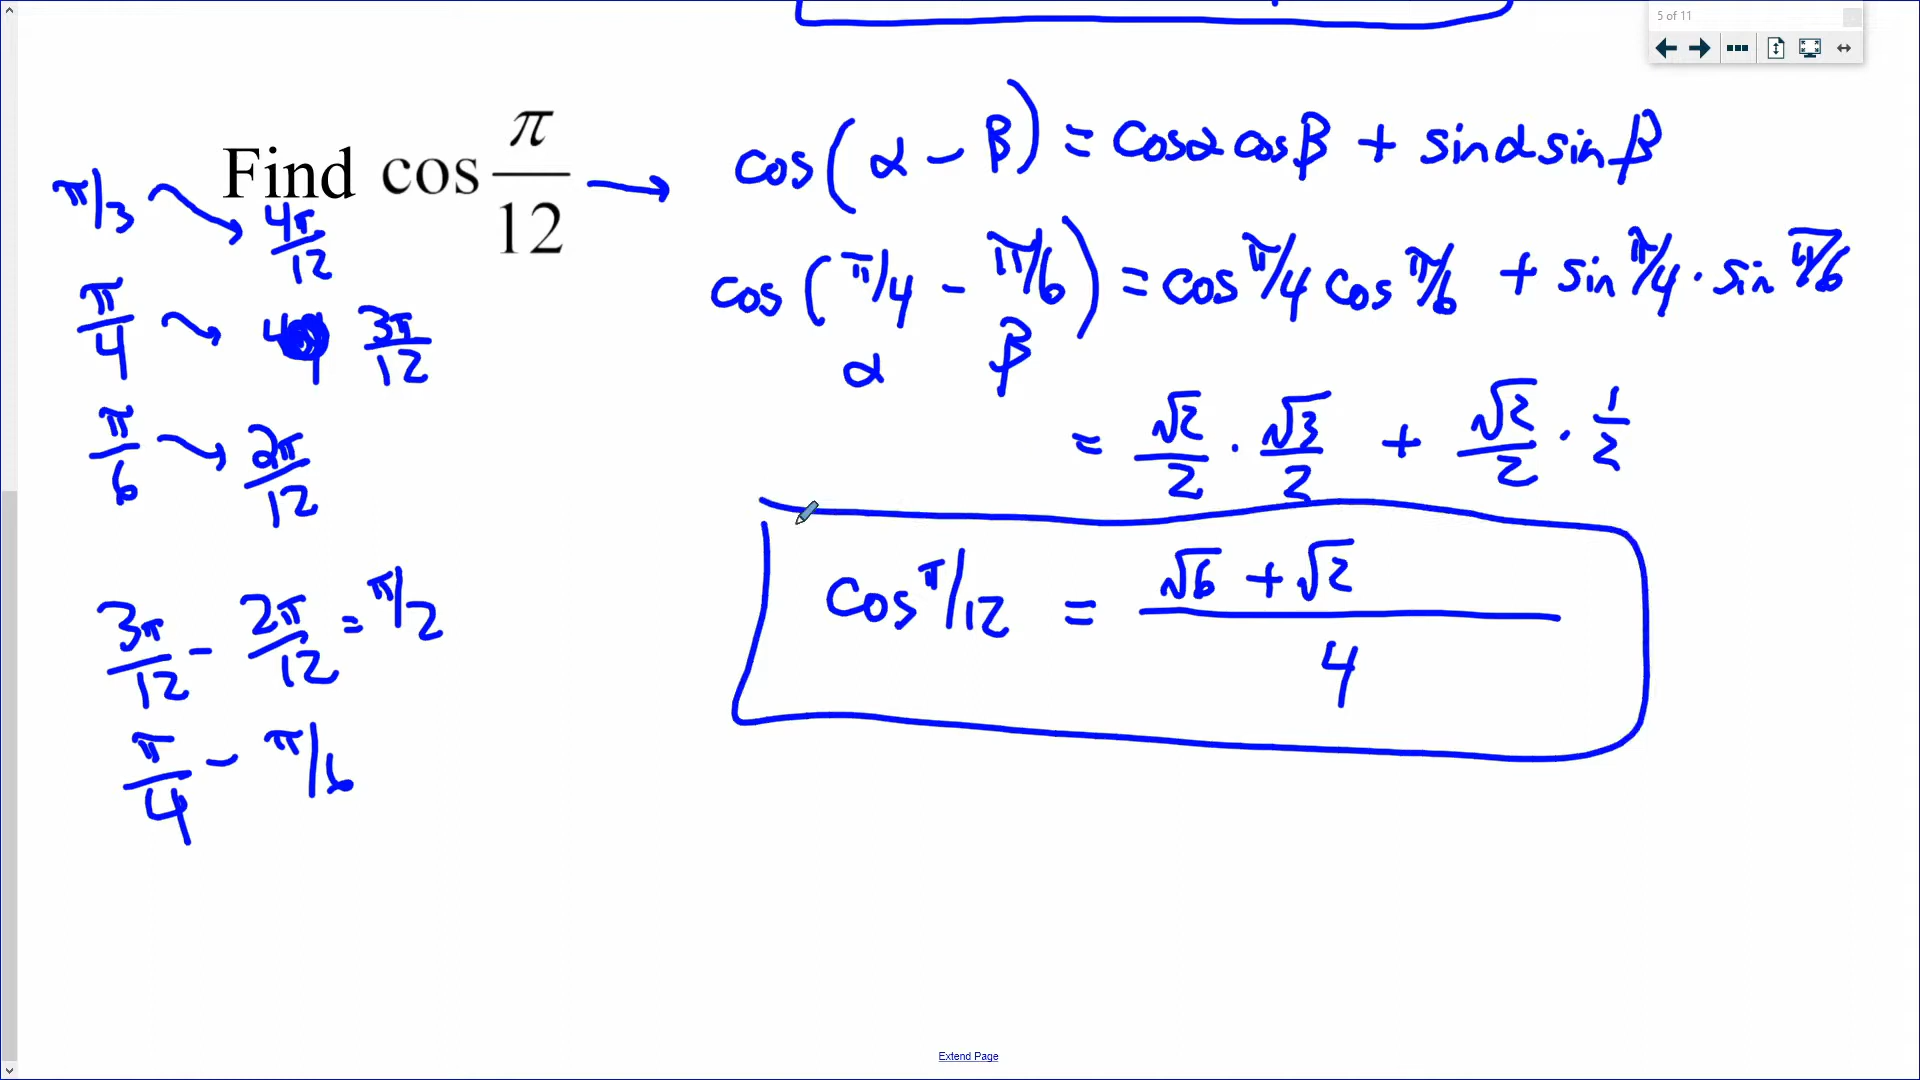 5 of 11
Find cos π/12 → cos(α − β) = cosα cosβ + sinα sinβ
π/3 → 4π/12
π/4 → 4 3π/12
π/6 → 2π/12
3π/12 − 2π/12 = π/2
π/4 − π/6
cos(π/4 − π/6) = cos π/4 cos π/6 + sin π/4 · sin π/6
α β
= √2/2 · √3/2 + √2/2 · 1/2
cos π/12 = (√6 + √2)/4
Extend Page